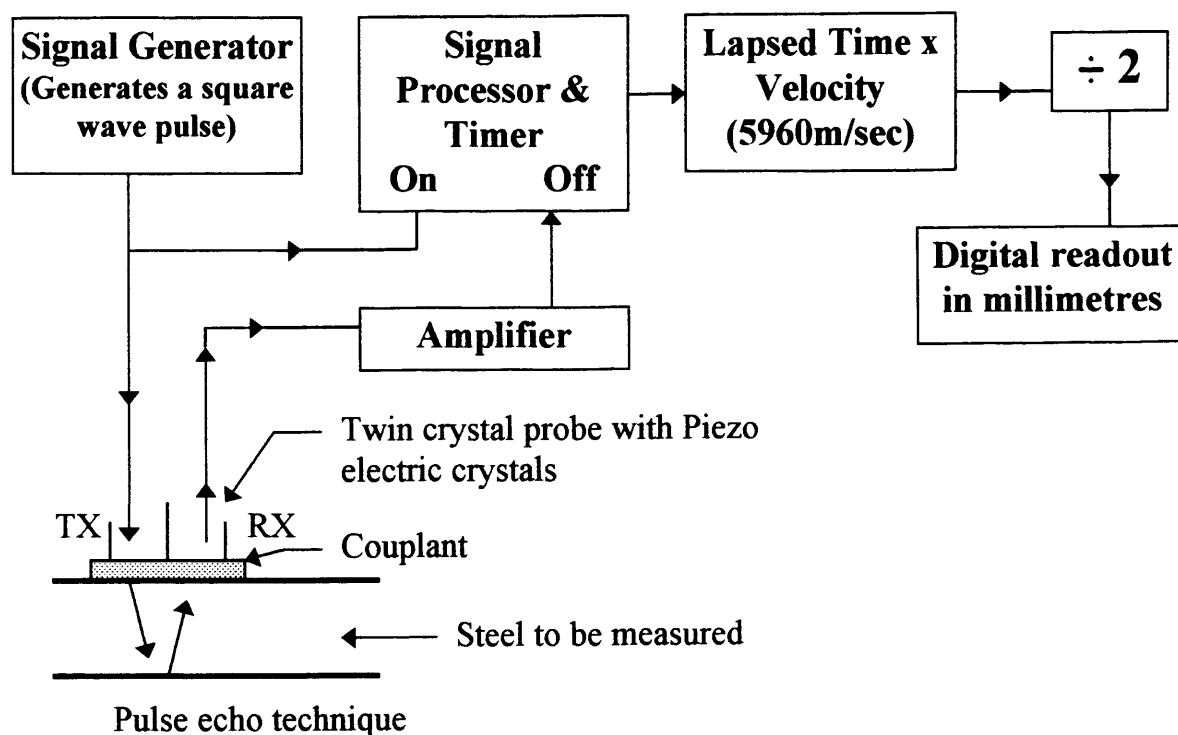 Signal Generator
(Generates a square
wave pulse)
Signal
Processor &
Timer
On Off
Lapsed Time x
Velocity
(5960m/sec)
÷ 2
Digital readout
in millimetres
Amplifier
Twin crystal probe with Piezo
electric crystals
TX RX
Couplant
Steel to be measured
Pulse echo technique